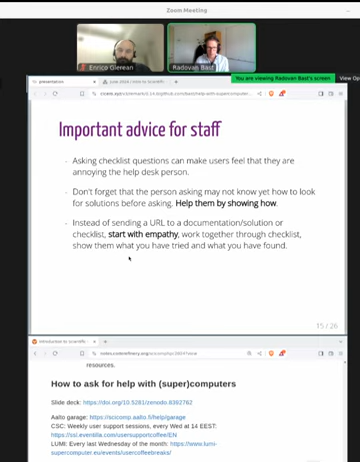 Zoom Meeting
Enrico Glerean
Radovan Bast
You are viewing Radovan Bast's screen
View Op
presentation
Important advice for staff
- Asking checklist questions can make users feel that they are
annoying the help desk person.
- Don't forget that the person asking may not know yet how to look
for solutions before asking. Help them by showing how.
- Instead of sending a URL to a documentation/solution or
checklist, start with empathy, work together through checklist,
show them what you have tried and what you have found.
15 / 26
resources.
How to ask for help with (super)computers
Slide deck: https://doi.org/10.5281/zenodo.8392762
Aalto garage: https://scicomp.aalto.fi/help/garage
CSC: Weekly user support sessions, every Wed at 14 EEST:
https://ssl.eventilla.com/usersupportcoffee/EN
LUMI: Every last Wednesday of the month: https://www.lumi-
supercomputer.eu/events/usercoffeebreaks/